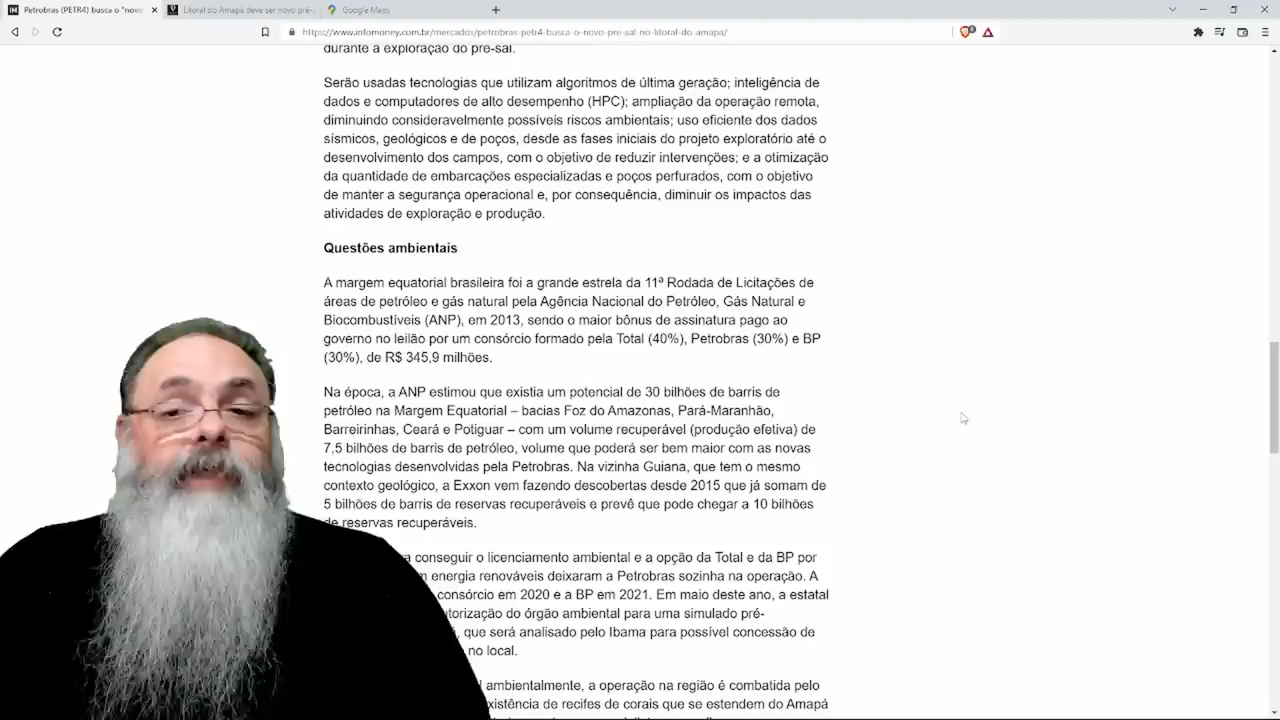 Petrobras (PETR4) busca o "novo
Litoral do Amapá deve ser novo pré-s
Google Maps
https://www.infomoney.com.br/mercados/petrobras-petr4-busca-o-novo-pre-sal-no-litoral-do-amapa/
durante a exploração do pré-sal.
Serão usadas tecnologias que utilizam algoritmos de última geração; inteligência de
dados e computadores de alto desempenho (HPC); ampliação da operação remota,
diminuindo consideravelmente possíveis riscos ambientais; uso eficiente dos dados
sísmicos, geológicos e de poços, desde as fases iniciais do projeto exploratório até o
desenvolvimento dos campos, com o objetivo de reduzir intervenções; e a otimização
da quantidade de embarcações especializadas e poços perfurados, com o objetivo
de manter a segurança operacional e, por consequência, diminuir os impactos das
atividades de exploração e produção.
Questões ambientais
A margem equatorial brasileira foi a grande estrela da 11ª Rodada de Licitações de
áreas de petróleo e gás natural pela Agência Nacional do Petróleo, Gás Natural e
Biocombustíveis (ANP), em 2013, sendo o maior bônus de assinatura pago ao
governo no leilão por um consórcio formado pela Total (40%), Petrobras (30%) e BP
(30%), de R$ 345,9 milhões.
Na época, a ANP estimou que existia um potencial de 30 bilhões de barris de
petróleo na Margem Equatorial – bacias Foz do Amazonas, Pará-Maranhão,
Barreirinhas, Ceará e Potiguar – com um volume recuperável (produção efetiva) de
7,5 bilhões de barris de petróleo, volume que poderá ser bem maior com as novas
tecnologias desenvolvidas pela Petrobras. Na vizinha Guiana, que tem o mesmo
contexto geológico, a Exxon vem fazendo descobertas desde 2015 que já somam de
5 bilhões de barris de reservas recuperáveis e prevê que pode chegar a 10 bilhões
de reservas recuperáveis.
conseguir o licenciamento ambiental e a opção da Total e da BP por
energia renováveis deixaram a Petrobras sozinha na operação. A
consórcio em 2020 e a BP em 2021. Em maio deste ano, a estatal
do órgão ambiental para uma simulado pré-
que será analisado pelo Ibama para possível concessão de
no local.
ambientalmente, a operação na região é combatida pelo
de recifes de corais que se estendem do Amapá